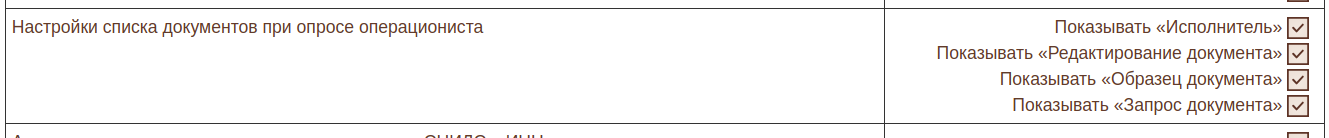 Настройки списка документов при опросе операциониста
Показывать «Исполнитель»
Показывать «Редактирование документа»
Показывать «Образец документа»
Показывать «Запрос документа»